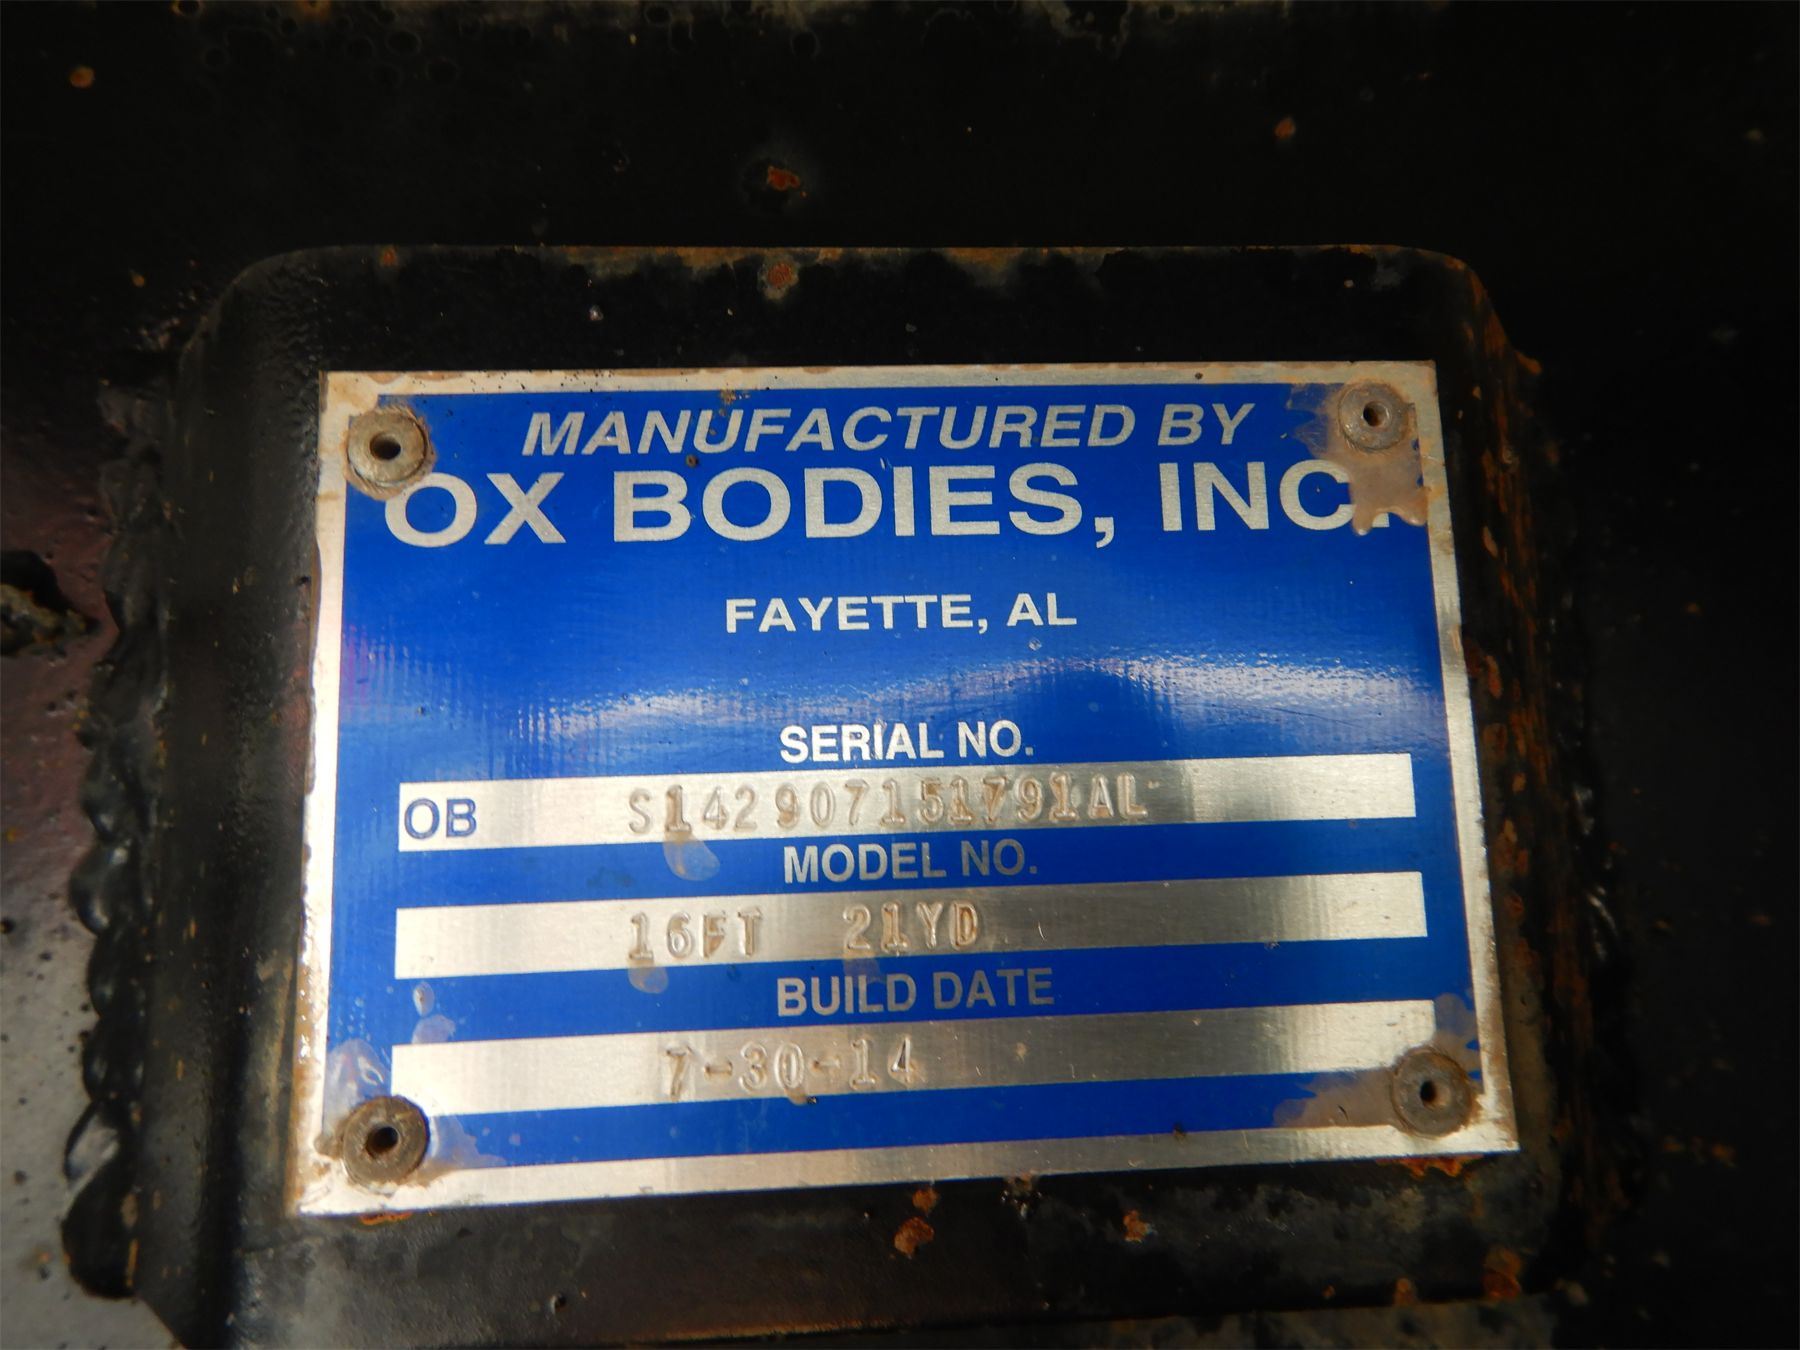 MANUFACTURED BY
OX BODIES, INC.
FAYETTE, AL
SERIAL NO.
OB S142907151791AL
MODEL NO.
16FT 21YD
BUILD DATE
7-30-14